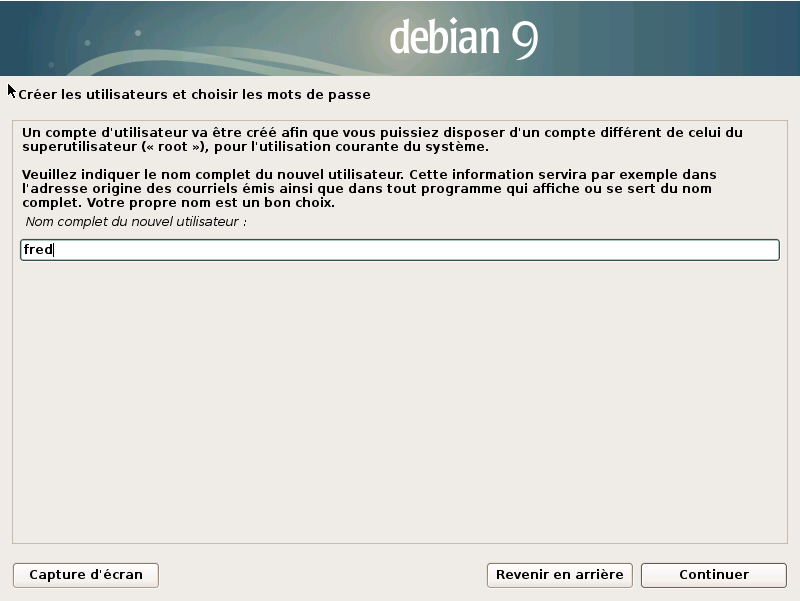 debian 9
Créer les utilisateurs et choisir les mots de passe
Un compte d'utilisateur va être créé afin que vous puissiez disposer d'un compte différent de celui du
superutilisateur (« root »), pour l'utilisation courante du système.
Veuillez indiquer le nom complet du nouvel utilisateur. Cette information servira par exemple dans
l'adresse origine des courriels émis ainsi que dans tout programme qui affiche ou se sert du nom
complet. Votre propre nom est un bon choix.
Nom complet du nouvel utilisateur :
fred
Capture d'écran
Revenir en arrière
Continuer